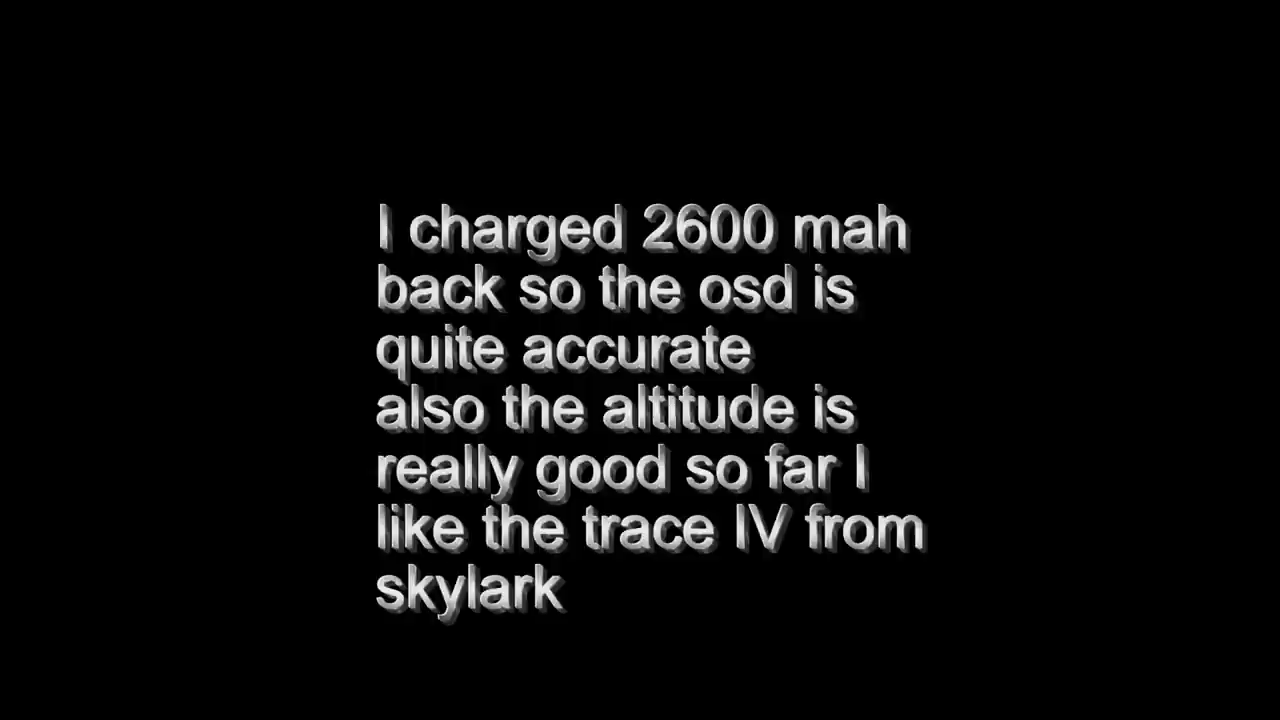 I charged 2600 mah
back so the osd is
quite accurate
also the altitude is
really good so far I
like the trace IV from
skylark